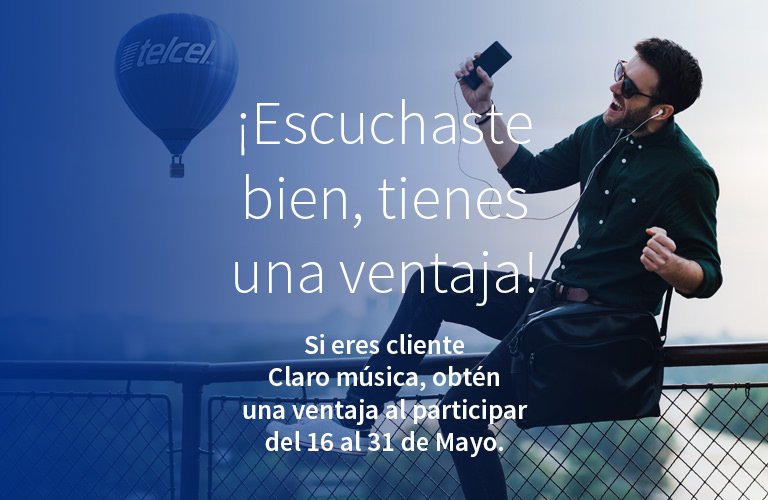 telcel
¡Escuchaste
bien, tienes
una ventaja!
Si eres cliente
Claro música, obtén
una ventaja al participar
del 16 al 31 de Mayo.